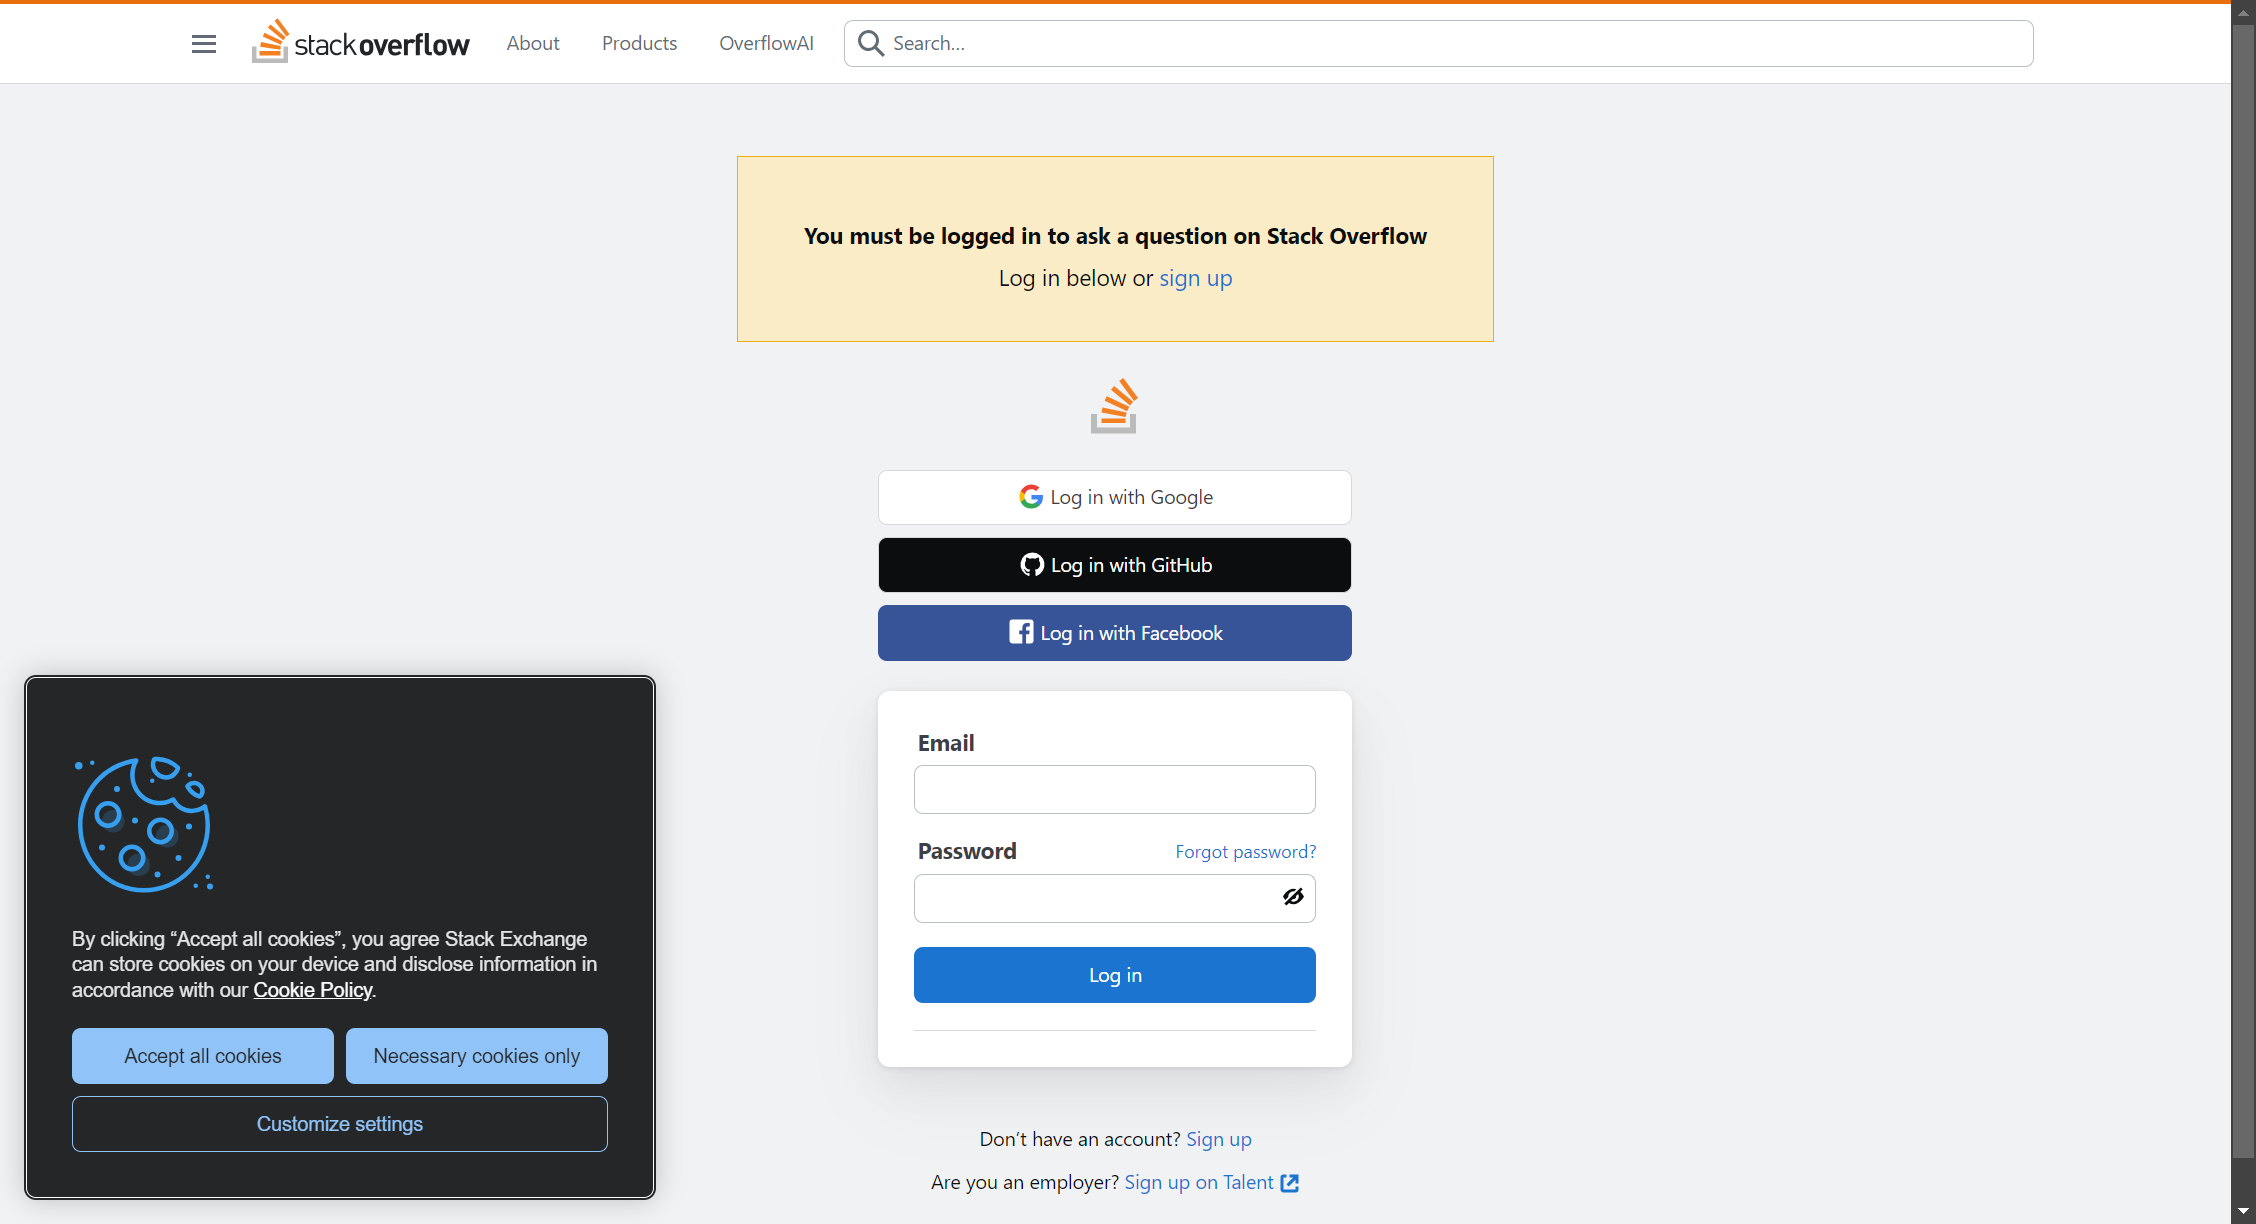 stackoverflow
About
Products
OverflowAI
Search...
You must be logged in to ask a question on Stack Overflow
Log in below or sign up
Log in with Google
Log in with GitHub
Log in with Facebook
Email
Password
Forgot password?
Log in
Don’t have an account? Sign up
Are you an employer? Sign up on Talent
By clicking “Accept all cookies”, you agree Stack Exchange
can store cookies on your device and disclose information in
accordance with our Cookie Policy.
Accept all cookies
Necessary cookies only
Customize settings